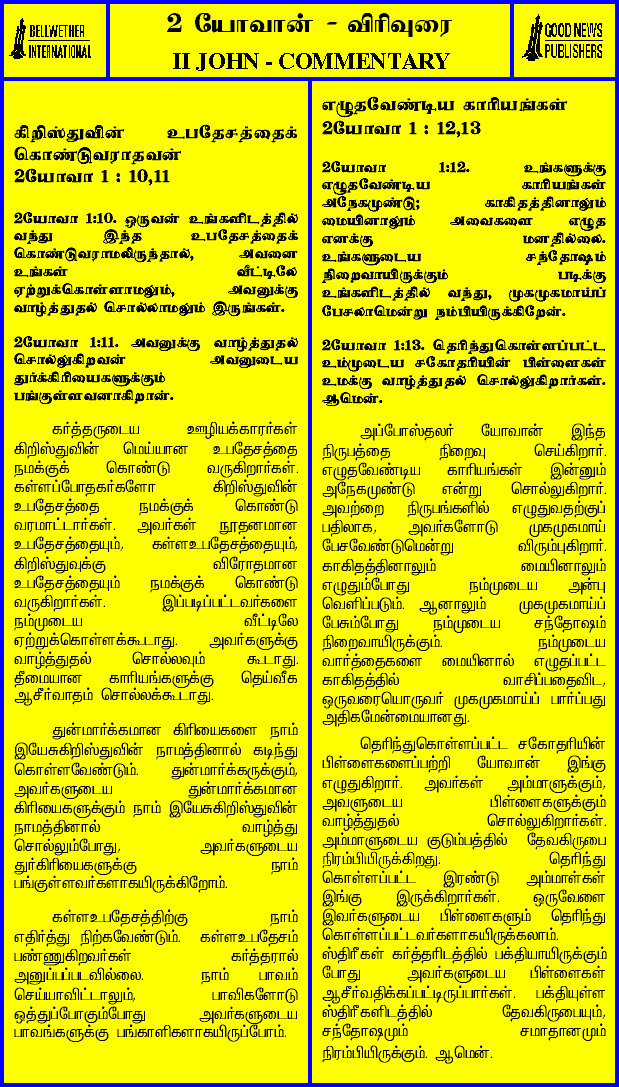 BELLWETHER
INTERNATIONAL
2 யோவான் - விரிவுரை
II JOHN - COMMENTARY
GOOD NEWS
PUBLISHERS
கிறிஸ்துவின் உபதேசத்தைக்
கொண்டுவராதவன்
2யோவா 1 : 10,11
2யோவா 1:10. ஒருவன் உங்களிடத்தில்
வந்து இந்த உபதேசத்தைக்
கொண்டுவராமலிருந்தால், அவனை
உங்கள் வீட்டிலே
ஏற்றுக்கொள்ளாமலும், அவனுக்கு
வாழ்த்துதல் சொல்லாமலும் இருங்கள்.
2யோவா 1:11. அவனுக்கு வாழ்த்துதல்
சொல்லுகிறவன் அவனுடைய
துர்க்கிரியைகளுக்கும்
பங்குள்ளவனாகிறான்.
கர்த்தருடைய ஊழியக்காரர்கள்
கிறிஸ்துவின் மெய்யான உபதேசத்தை
நமக்குக் கொண்டு வருகிறார்கள்.
கள்ளப்போதகர்களோ கிறிஸ்துவின்
உபதேசத்தை நமக்குக் கொண்டு
வரமாட்டார்கள். அவர்கள் நூதனமான
உபதேசத்தையும், கள்ளஉபதேசத்தையும்,
கிறிஸ்துவுக்கு விரோதமான
உபதேசத்தையும் நமக்குக் கொண்டு
வருகிறார்கள். இப்படிப்பட்டவர்களை
நம்முடைய வீட்டிலே
ஏற்றுக்கொள்ளக்கூடாது. அவர்களுக்கு
வாழ்த்துதல் சொல்லவும் கூடாது.
தீமையான காரியங்களுக்கு தெய்வீக
ஆசீர்வாதம் சொல்லக்கூடாது.
துன்மார்க்கமான கிரியைகளை நாம்
இயேசுகிறிஸ்துவின் நாமத்தினால் கடிந்து
கொள்ளவேண்டும். துன்மார்க்கருக்கும்,
அவர்களுடைய துன்மார்க்கமான
கிரியைகளுக்கும் நாம் இயேசுகிறிஸ்துவின்
நாமத்தினால் வாழ்த்து
சொல்லும்போது, அவர்களுடைய
துர்கிரியைகளுக்கு நாம்
பங்குள்ளவர்களாகயிருக்கிறோம்.
கள்ளஉபதேசத்திற்கு நாம்
எதிர்த்து நிற்கவேண்டும். கள்ளஉபதேசம்
பண்ணுகிறவர்கள் கர்த்தரால்
அனுப்பப்படவில்லை. நாம் பாவம்
செய்யாவிட்டாலும், பாவிகளோடு
ஒத்துப்போகும்போது அவர்களுடைய
பாவங்களுக்கு பங்காளிகளாகயிருப்போம்.
எழுதவேண்டிய காரியங்கள்
2யோவா 1 : 12,13
2யோவா 1:12. உங்களுக்கு
எழுதவேண்டிய காரியங்கள்
அநேகமுண்டு; காகிதத்தினாலும்
மையினாலும் அவைகளை எழுத
எனக்கு மனதில்லை.
உங்களுடைய சந்தோஷம்
நிறைவாயிருக்கும் படிக்கு
உங்களிடத்தில் வந்து, முகமுகமாய்ப்
பேசலாமென்று நம்பியிருக்கிறேன்.
2யோவா 1:13. தெரிந்துகொள்ளப்பட்ட
உம்முடைய சகோதரியின் பிள்ளைகள்
உமக்கு வாழ்த்துதல் சொல்லுகிறார்கள்.
ஆமென்.
அப்போஸ்தலர் யோவான் இந்த
நிருபத்தை நிறைவு செய்கிறார்.
எழுதவேண்டிய காரியங்கள் இன்னும்
அநேகமுண்டு என்று சொல்லுகிறார்.
அவற்றை நிருபங்களில் எழுதுவதற்குப்
பதிலாக, அவர்களோடு முகமுகமாய்
பேசவேண்டுமென்று விரும்புகிறார்.
காகிதத்தினாலும் மையினாலும்
எழுதும்போது நம்முடைய அன்பு
வெளிப்படும். ஆனாலும் முகமுகமாய்ப்
பேசும்போது நம்முடைய சந்தோஷம்
நிறைவாயிருக்கும். நம்முடைய
வார்த்தைகளை மையினால் எழுதப்பட்ட
காகிதத்தில் வாசிப்பதைவிட,
ஒருவரையொருவர் முகமுகமாய்ப் பார்ப்பது
அதிகமேன்மையானது.
தெரிந்துகொள்ளப்பட்ட சகோதரியின்
பிள்ளைகளைப்பற்றி யோவான் இங்கு
எழுதுகிறார். அவர்கள் அம்மாளுக்கும்,
அவளுடைய பிள்ளைகளுக்கும்
வாழ்த்துதல் சொல்லுகிறார்கள்.
அம்மாளுடைய குடும்பத்தில் தேவகிருபை
நிரம்பியிருக்கிறது. தெரிந்து
கொள்ளப்பட்ட இரண்டு அம்மாள்கள்
இங்கு இருக்கிறார்கள். ஒருவேளை
இவர்களுடைய பிள்ளைகளும் தெரிந்து
கொள்ளப்பட்டவர்களாகயிருக்கலாம்.
ஸ்திரீகள் கர்த்தரிடத்தில் பக்தியாயிருக்கும்
போது அவர்களுடைய பிள்ளைகள்
ஆசீர்வதிக்கப்பட்டிருப்பார்கள். பக்தியுள்ள
ஸ்திரீகளிடத்தில் தேவகிருபையும்,
சந்தோஷமும் சமாதானமும்
நிரம்பியிருக்கும். ஆமென்.